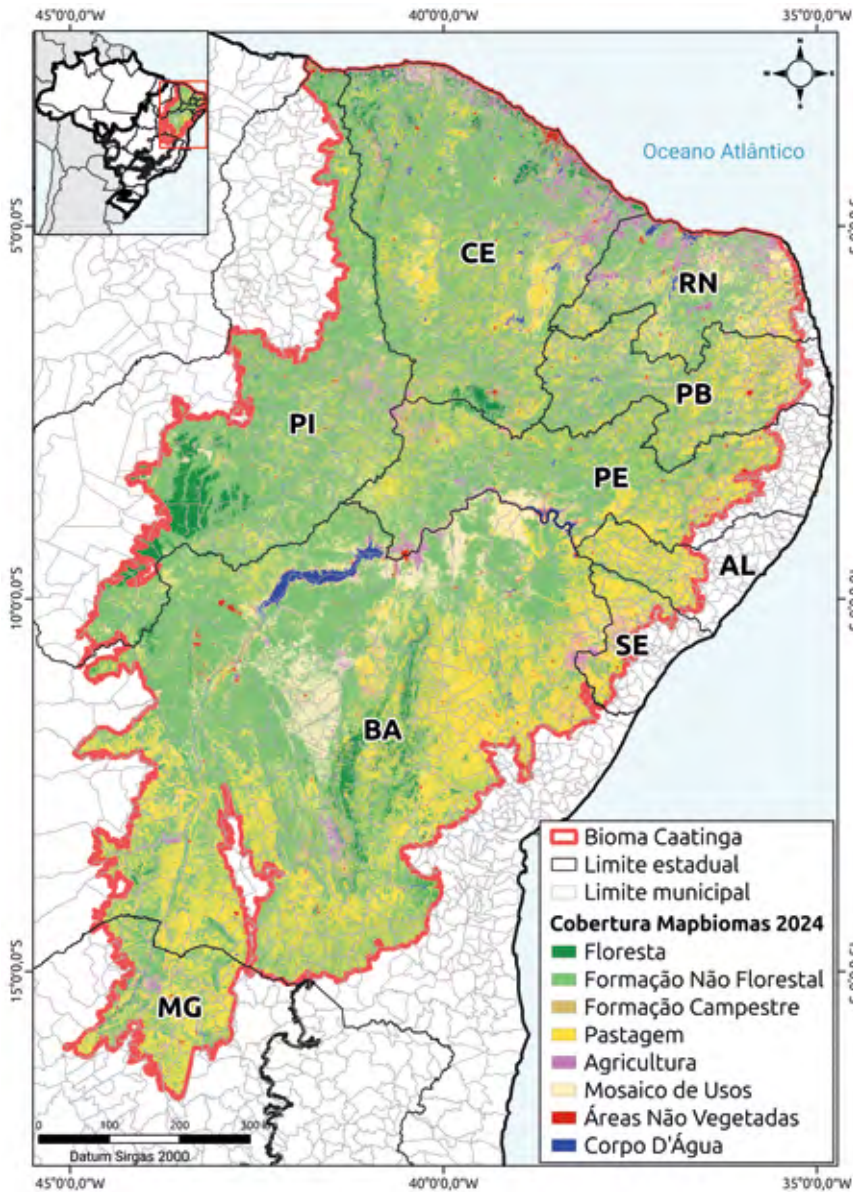 45°0'0,0"W 40°0'0,0"W 35°0'0,0"W
Oceano Atlântico
5°0'0,0"S
CE
RN
PB
PI
PE
AL
10°0'0,0"S
SE
BA
MG
15°0'0,0"S
Bioma Caatinga
Limite estadual
Limite municipal
Cobertura Mapbiomas 2024
Floresta
Formação Não Florestal
Formação Campestre
Pastagem
Agricultura
Mosaico de Usos
Áreas Não Vegetadas
Corpo D'Água
0 100 200 300
Datum Sirgas 2000
45°0'0,0"W 40°0'0,0"W 35°0'0,0"W